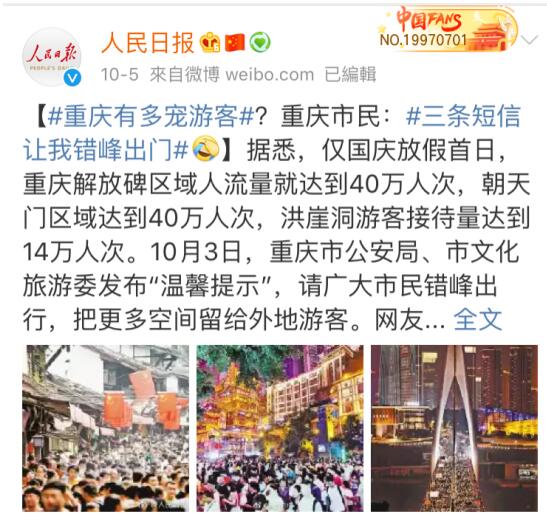 中国FANS
NO.19970701
人民日报
PEOPLE'S DAILY
人民日报
10-5 來自微博 weibo.com 已編輯
【#重庆有多宠游客#？重庆市民：#三条短信
让我错峰出门#🤣】据悉，仅国庆放假首日，
重庆解放碑区域人流量就达到40万人次，朝天
门区域达到40万人次，洪崖洞游客接待量达到
14万人次。10月3日，重庆市公安局、市文化
旅游委发布“温馨提示”，请广大市民错峰出
行，把更多空间留给外地游客。网友... 全文